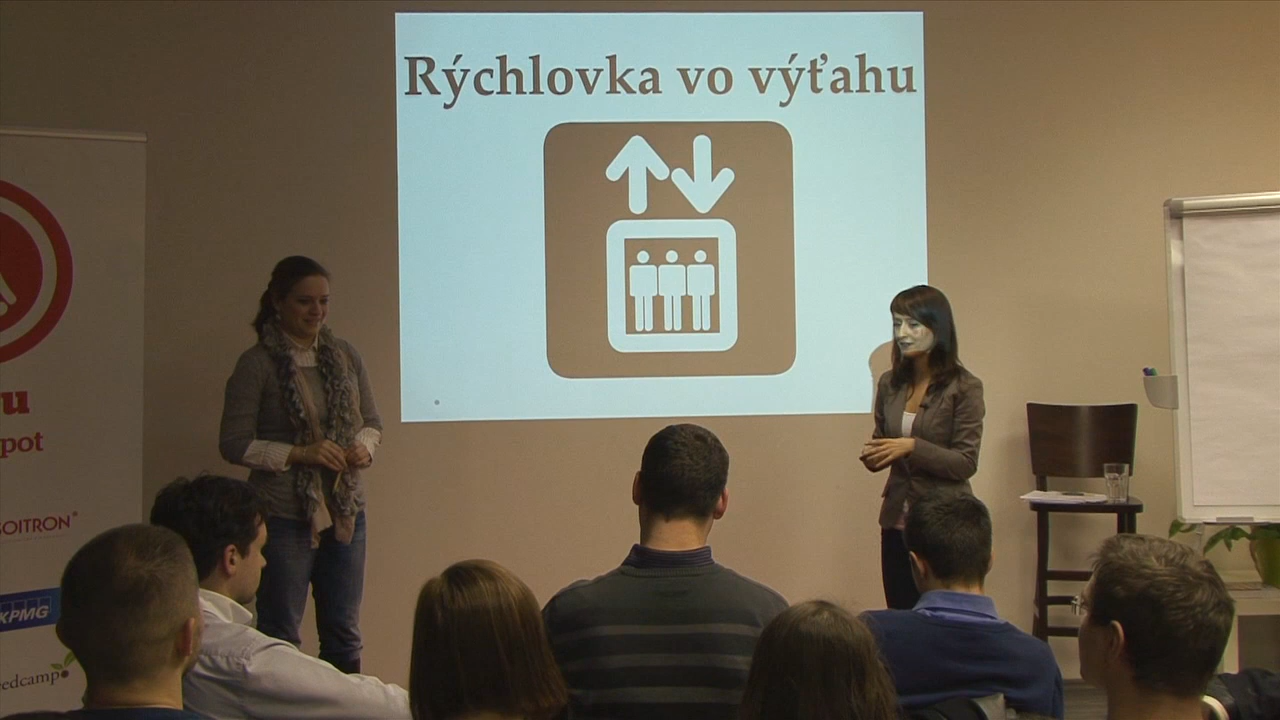 Rýchlovka vo výťahu
u
pot
SOITRON
KPMG
edcamp